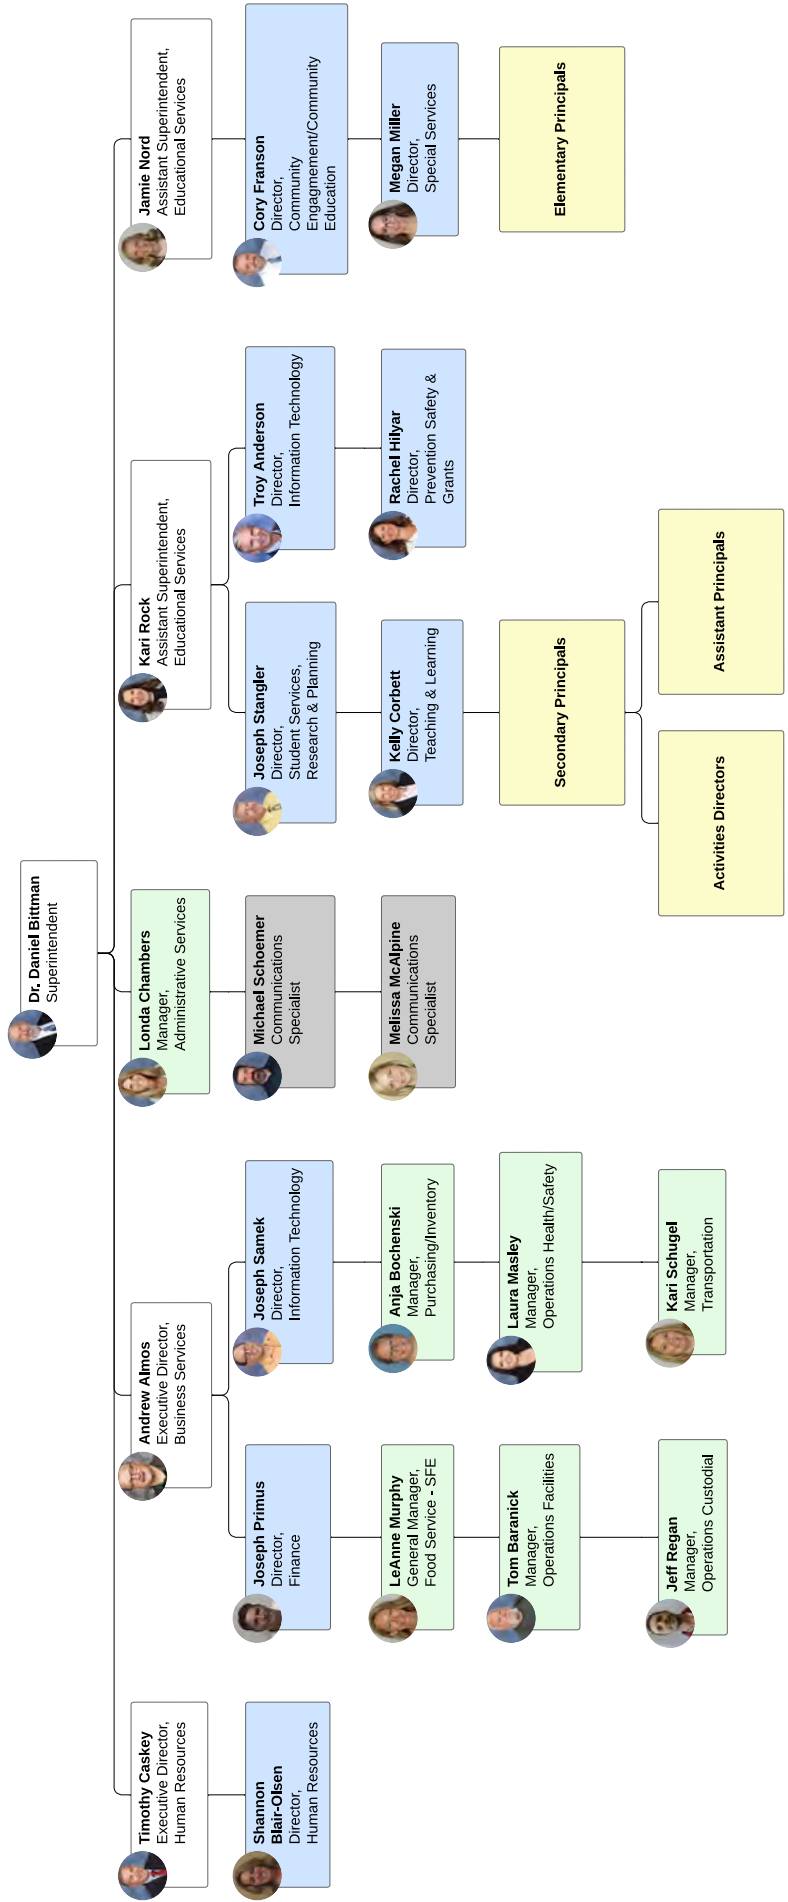 Dr. Daniel Bittman
Superintendent
Timothy Caskey
Executive Director,
Human Resources
Shannon
Blair-Olsen
Director,
Human Resources
Andrew Almos
Executive Director,
Business Services
Joseph Primus
Director,
Finance
LeAnne Murphy
General Manager,
Food Service - SFE
Tom Baranick
Manager,
Operations Facilities
Jeff Regan
Manager,
Operations Custodial
Joseph Samek
Director,
Information Technology
Anja Bochenski
Manager,
Purchasing/Inventory
Laura Masley
Manager,
Operations Health/Safety
Kari Schugel
Manager,
Transportation
Londa Chambers
Manager,
Administrative Services
Michael Schoemer
Communications
Specialist
Melissa McAlpine
Communications
Specialist
Kari Rock
Assistant Superintendent,
Educational Services
Joseph Stangler
Director,
Student Services,
Research & Planning
Kelly Corbett
Director,
Teaching & Learning
Secondary Principals
Activities Directors
Assistant Principals
Troy Anderson
Director,
Information Technology
Rachel Hilyar
Director,
Prevention Safety &
Grants
Jamie Nord
Assistant Superintendent,
Educational Services
Cory Franson
Director,
Community
Engagmement/Community
Education
Megan Miller
Director,
Special Services
Elementary Principals